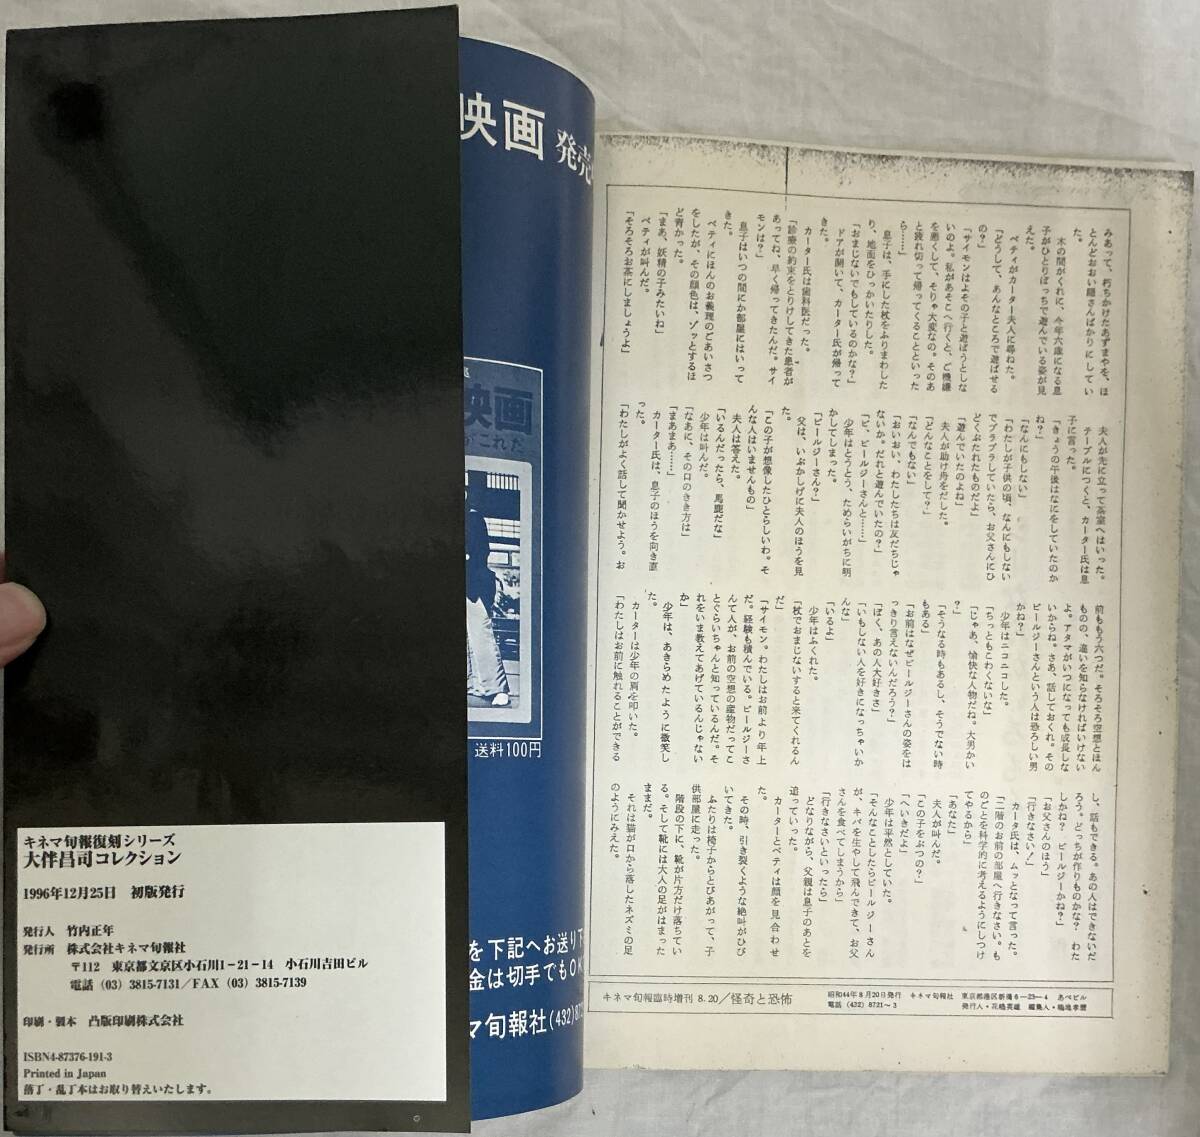 キネマ旬報復刻シリーズ
大伴昌司コレクション
1996年12月25日　初版発行
発行人　竹内正年
発行所　株式会社キネマ旬報社
〒112　東京都文京区小石川1−21−14　小石川吉田ビル
電話（03）3815-7131／FAX（03）3815-7139
印刷・製本　凸版印刷株式会社
ISBN4-87376-191-3
Printed in Japan
落丁・乱丁本はお取り替えいたします。
映画 発売
映画
がこれだ
送料100円
を下記へお送り下
金は切手でもOK
マ旬報社(432)872
みあって、朽ちかけたあずまやを、ほ
とんどおおい隠さんばかりにしてい
た。
木の間がくれに、今年六歳になる息
子がひとりぼっちで遊んでいる姿が見
えた。
ベティがカーター夫人に尋ねた。
「どうして、あんなところで遊ばせる
の？」
「サイモンはよその子と遊ぼうとしな
いのよ。私があそこへ行くと、ご機嫌
を悪くして、そりゃ大変なの。そのあ
と疲れ切って帰ってくることといった
ら……」
息子は、手にした杖をふりまわした
り、地面をひっかいたりした。
「おまじないでもしているのかな？」
ドアが開いて、カーター氏が帰って
きた。
カーター氏は歯科医だった。
「診療の約束をとりけしてきた患者が
あってね、早く帰ってきたんだ。サイ
モンは？」
息子はいつの間にか部屋にはいって
きた。
ベティにほんのお義理のごあいさつ
をしたが、その顔色は、ゾッとするほ
ど青かった。
「まあ、妖精の子みたいね」
ベティが叫んだ。
「そろそろお茶にしましょうよ」
夫人が先に立って茶室へはいった。
テーブルにつくと、カーター氏は息
子に言った。
「きょうの午後はなにをしていたのか
ね？」
「なんにもしない」
「わたしが子供の頃、なんにもしない
でブラブラしていたら、お父さんにひ
どくぶたれたものだよ」
「遊んでいたのよね」
夫人が助け舟をだした。
「どんなことをして？」
「なんでもない」
「おいおい、わたしたちは友だちじゃ
ないか。だれと遊んでいたの？」
「ビ、ビールジーさんと……」
少年はとうとう、ためらいがちに明
かしてしまった。
「ビールジーさん？」
父は、いぶかしげに夫人のほうを見
た。
「この子が想像したひとらしいわ。そ
んな人はいませんもの」
夫人は答えた。
「いるんだったら、馬鹿だな」
少年は叫んだ。
「なあに、その口のきき方は」
「まあまあ……」
カーター氏は、息子のほうを向き直
った。
「わたしがよく話して聞かせよう。お
前ももう六つだ。そろそろ空想とほん
ものの、違いを知らなければいけない
よ。アタマがいつになっても成長しな
いからね。さあ、話しておくれ。その
ビールジーさんという人は恐ろしい男
かね？」
少年はニコニコした。
「ちっともこわくないな」
「じゃあ、愉快な人物だね。大男かい
？」
「そうなる時もあるし、そうでない時
もある」
「お前はなぜビールジーさんの姿をは
っきり言えないんだろう？」
「ぼく、あの人大好きさ」
「いもしない人を好きになっちゃいか
んな」
「いるよ」
少年はふくれた。
「杖でおまじないすると来てくれるん
だ」
「サイモン。わたしはお前より年上
だ。経験も積んでいる。ビールジーさ
んて人が、お前の空想の産物だってこ
とぐらいちゃんと知っているんだ。そ
れをいま教えてあげているんじゃない
か」
少年は、あきらめたように微笑し
た。
カーターは少年の肩を叩いた。
「わたしはお前に触れることができる
し、話もできる。あの人はできないだ
ろう。どっちが作りものかな？　わた
しかね？　ビールジーかね？」
「お父さんのほう」
「行きなさい！」
カータ氏は、ムッとなって言った。
「二階のお前の部屋へ行きなさい。も
のごとを科学的に考えるようにしつけ
てやるから」
「あなた」
夫人が叫んだ。
「この子をぶつの？」
「へいきだよ」
少年は平然としていた。
「そんなことしたらビールジーさん
が、キバを生やして飛んできて、お父
さんを食べてしまうから」
「行きなさいといったら」
どなりながら、父親は息子のあとを
追っていった。
カーターとベティは顔を見合わせ
た。
その時、引き裂くような絶叫がひび
いてきた。
ふたりは椅子からとびあがって、子
供部屋に走った。
階段の下に、靴が片方だけ落ちてい
る。そして靴には大人の足がはまった
ままだ。
それは猫が口から落したネズミの足
のようにみえた。
キネマ旬報臨時増刊 8.20／怪奇と恐怖
昭和44年8月20日発行　キネマ旬報社　東京都港区新橋6−23−4　あべビル
電話(432) 8721〜3　発行人・花嶋英雄　編集人・嶋地孝麿